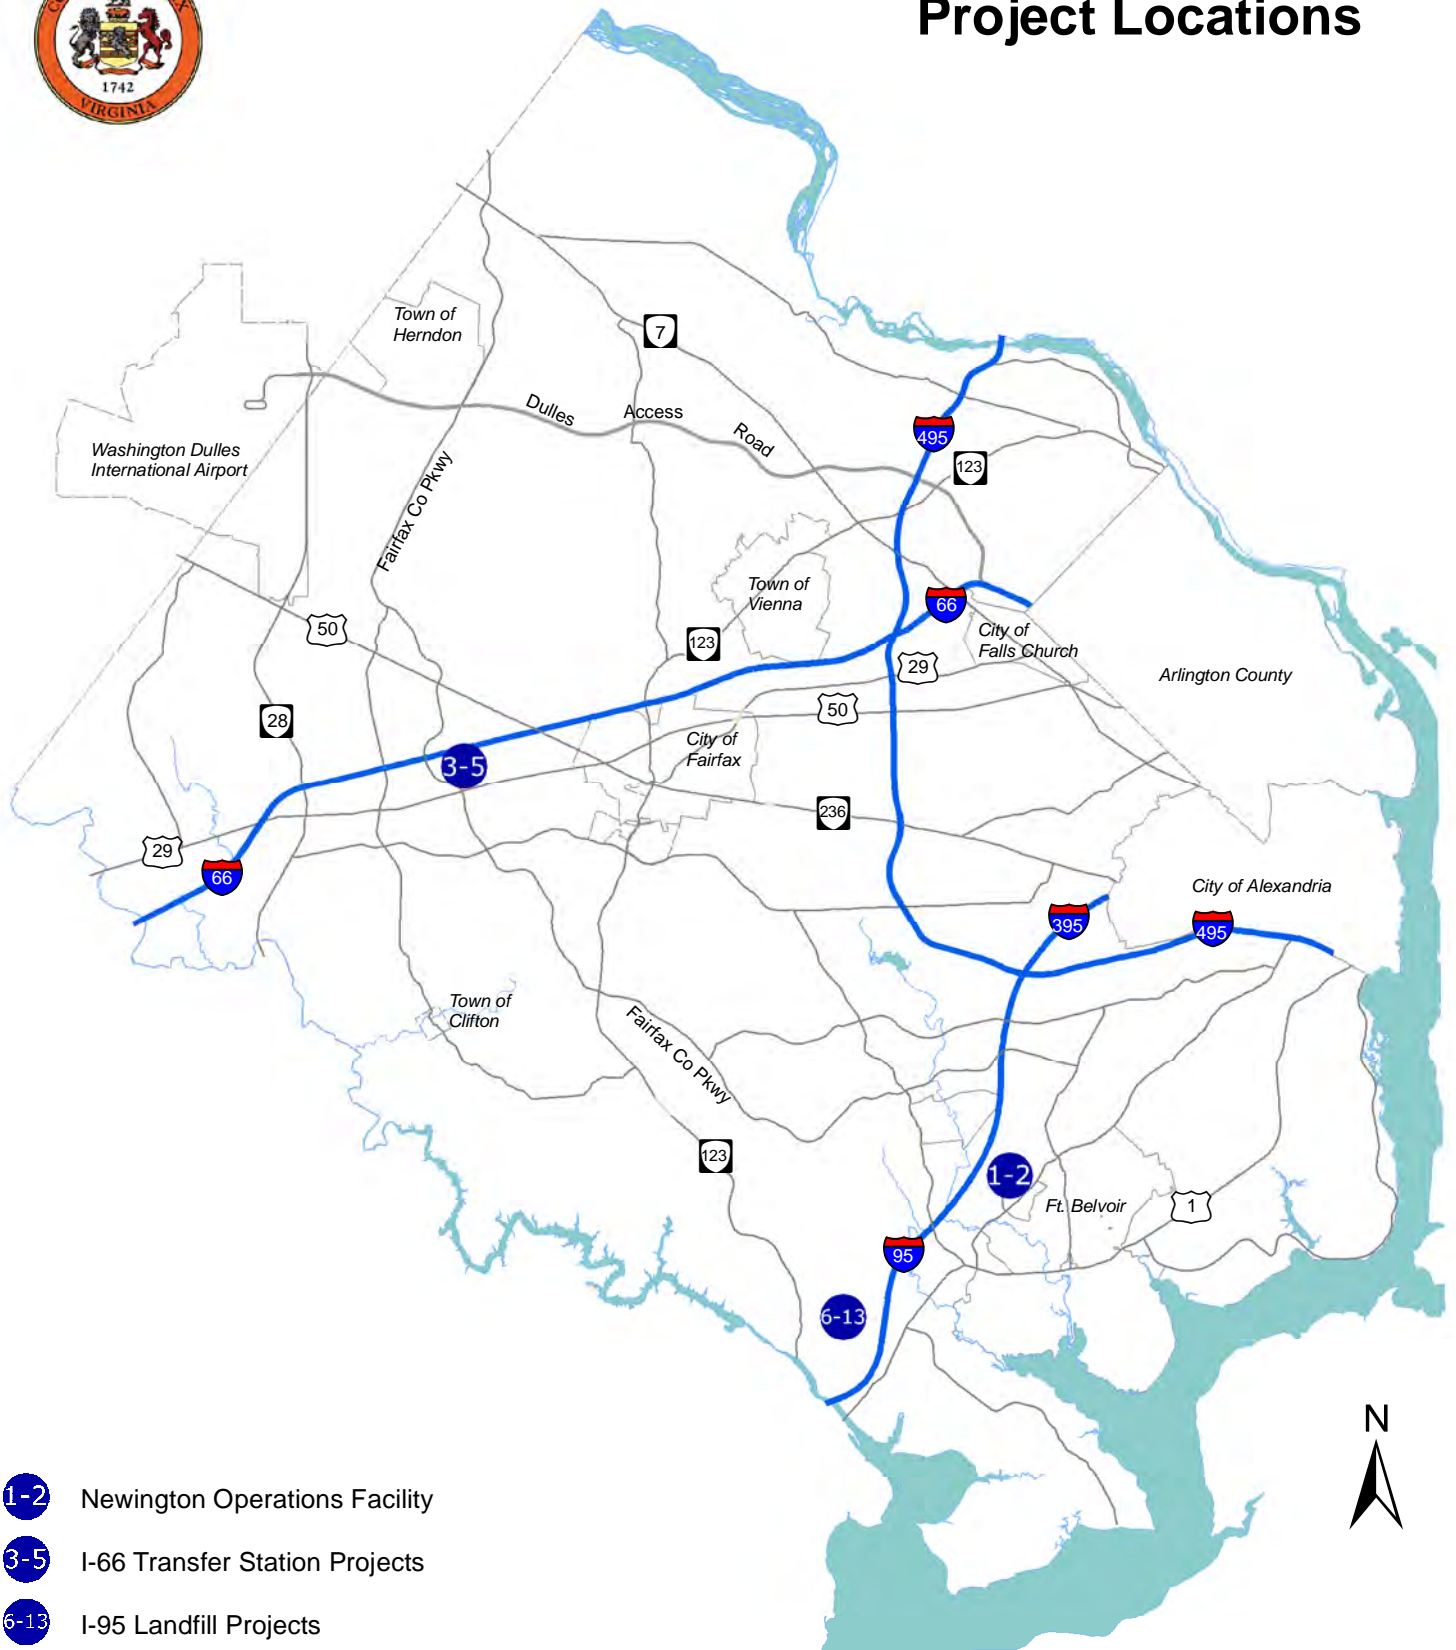 Project Locations
1742
VIRGINIA
Town of
Herndon
7
Dulles Access Road
495
123
Washington Dulles
International Airport
Fairfax Co Pkwy
Town of
Vienna
66
50
123
City of
Falls Church
29
Arlington County
28
50
City of
Fairfax
3-5
236
29
66
City of Alexandria
395
495
Town of
Clifton
Fairfax Co Pkwy
123
1-2
Ft. Belvoir
1
95
6-13
N
1-2 Newington Operations Facility
3-5 I-66 Transfer Station Projects
6-13 I-95 Landfill Projects